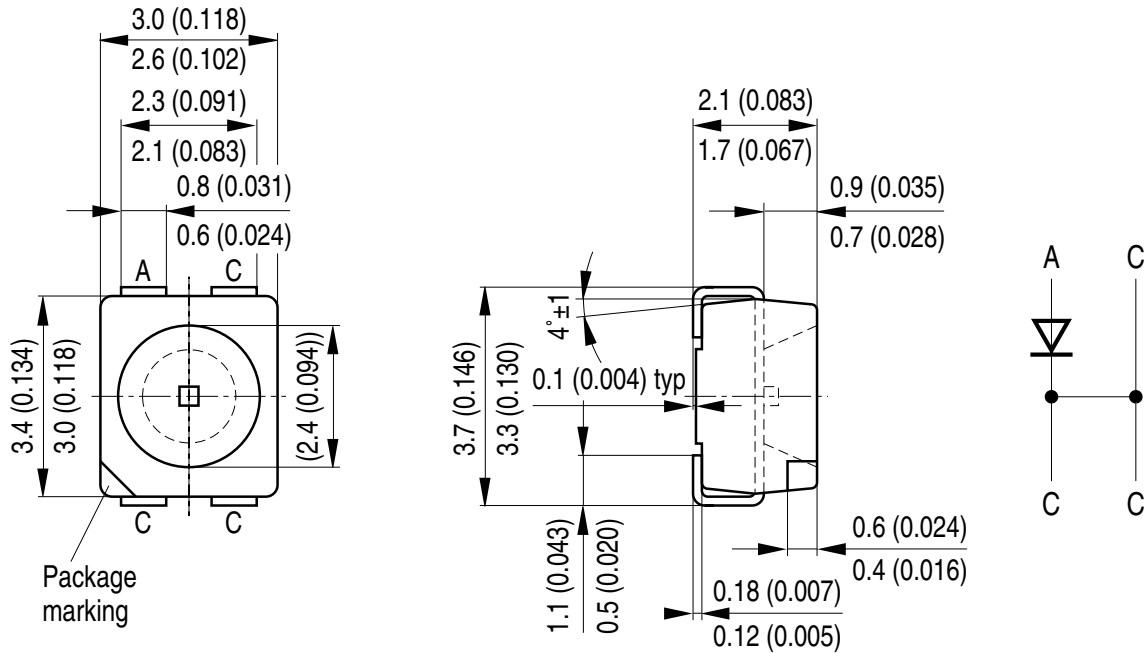 3.0 (0.118)
2.6 (0.102)
2.3 (0.091)
2.1 (0.083)
0.8 (0.031)
0.6 (0.024)
A
C
3.4 (0.134)
3.0 (0.118)
(2.4 (0.094))
C
C
Package
marking
2.1 (0.083)
1.7 (0.067)
0.9 (0.035)
0.7 (0.028)
4°±1
0.1 (0.004) typ
3.7 (0.146)
3.3 (0.130)
1.1 (0.043)
0.5 (0.020)
0.6 (0.024)
0.4 (0.016)
0.18 (0.007)
0.12 (0.005)
A
C
C
C